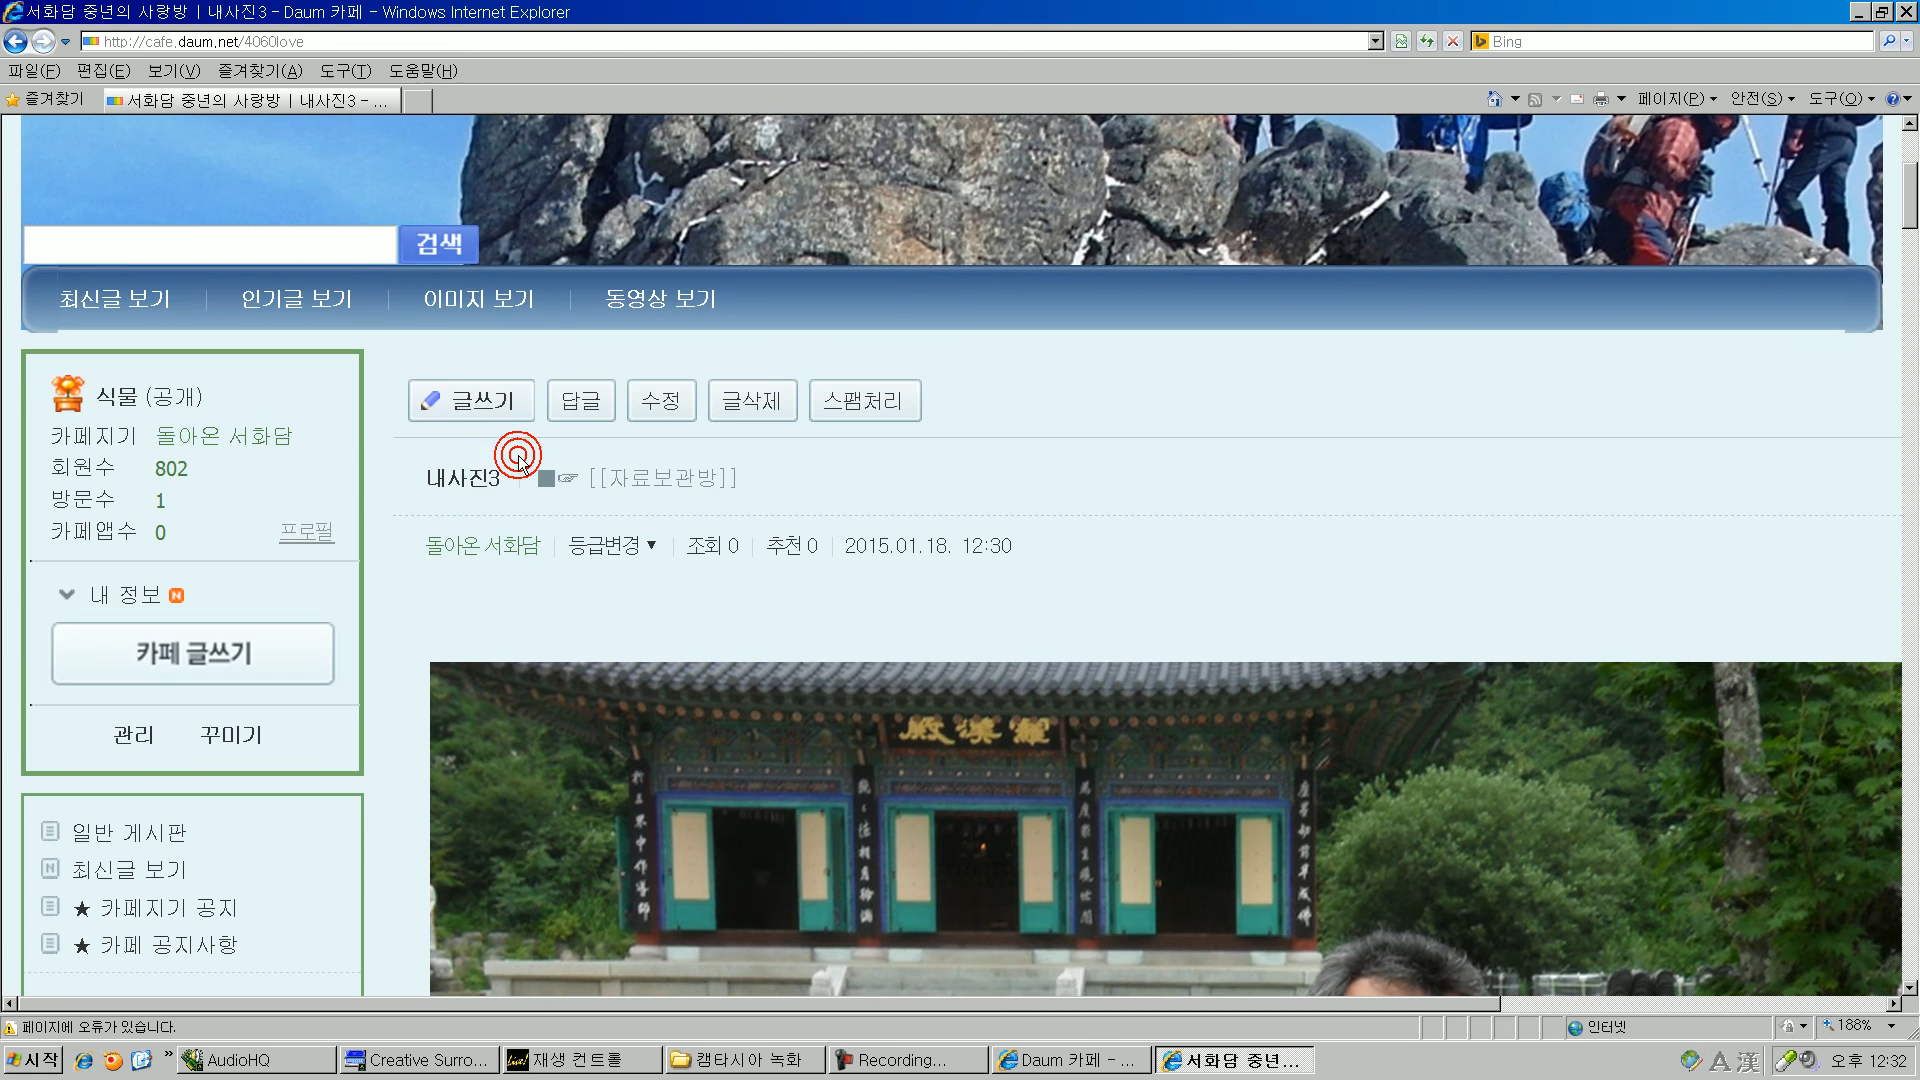 서화담 중년의 사랑방 | 내사진3 - Daum 카페 - Windows Internet Explorer
http://cafe.daum.net/4060love
Bing
파일(F) 편집(E) 보기(V) 즐겨찾기(A) 도구(T) 도움말(H)
즐겨찾기 서화담 중년의 사랑방 | 내사진3 - ... 페이지(P) 안전(S) 도구(O)
검색
최신글 보기 인기글 보기 이미지 보기 동영상 보기
식물 (공개)
카페지기 돌아온 서화담
회원수 802
방문수 1
카페앱수 0 프로필
내 정보 N
카페 글쓰기
관리 꾸미기
일반 게시판
N 최신글 보기
★ 카페지기 공지
★ 카페 공지사항
글쓰기 답글 수정 글삭제 스팸처리
내사진3 ■☞ [[자료보관방]]
돌아온 서화담 등급변경▼ 조회 0 추천 0 2015.01.18. 12:30
殿漢羅
페이지에 오류가 있습니다. 인터넷 188%
시작 » AudioHQ Creative Surro... Live! 재생 컨트롤 캠타시아 녹화 Recording... Daum 카페 - ... 서화담 중년... A 漢 오후 12:32